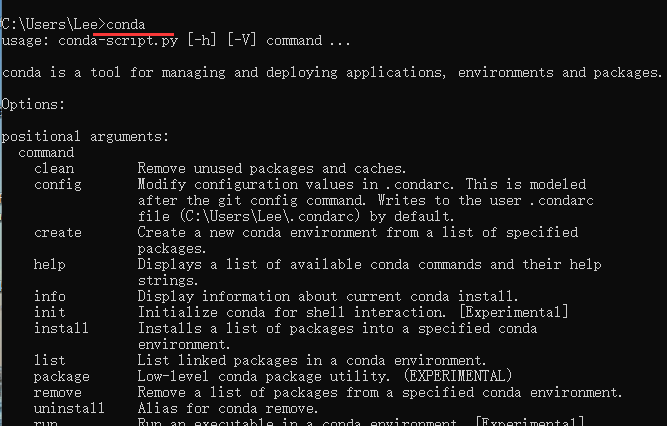 C:\Users\Lee>conda
usage: conda-script.py [-h] [-V] command ...
conda is a tool for managing and deploying applications, environments and packages.
Options:
positional arguments:
command
clean Remove unused packages and caches.
config Modify configuration values in .condarc. This is modeled
after the git config command. Writes to the user .condarc
file (C:\Users\Lee\.condarc) by default.
create Create a new conda environment from a list of specified
packages.
help Displays a list of available conda commands and their help
strings.
info Display information about current conda install.
init Initialize conda for shell interaction. [Experimental]
install Installs a list of packages into a specified conda
environment.
list List linked packages in a conda environment.
package Low-level conda package utility. (EXPERIMENTAL)
remove Remove a list of packages from a specified conda environment.
uninstall Alias for conda remove.
run Run an executable in a conda environment. [Experimental]